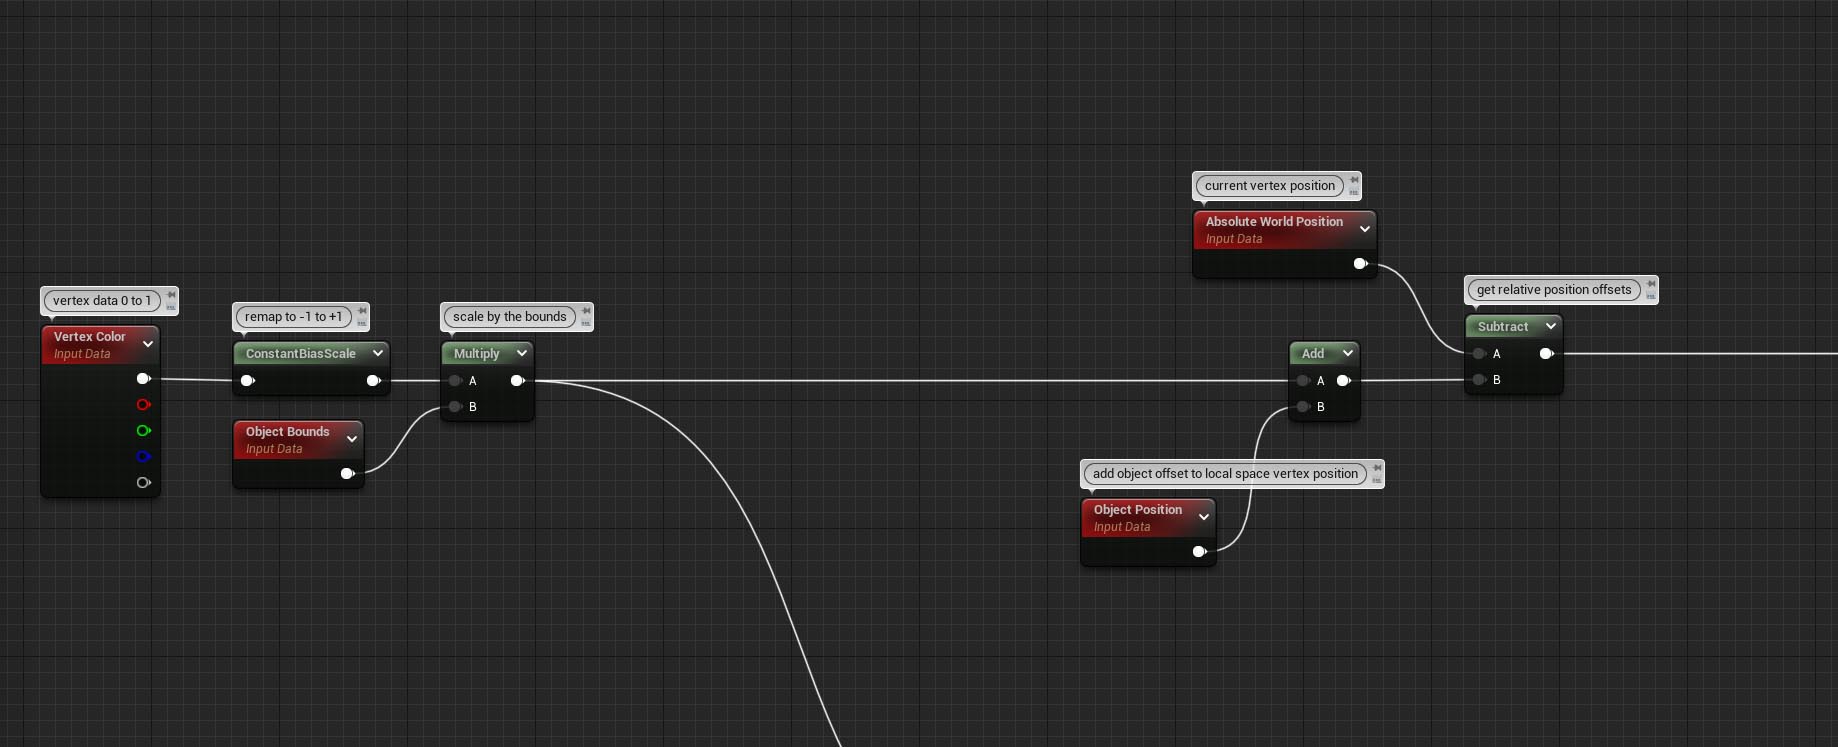 current vertex position
Absolute World Position
Input Data
vertex data 0 to 1
Vertex Color
Input Data
remap to -1 to +1
ConstantBiasScale
scale by the bounds
Multiply
A
B
Object Bounds
Input Data
get relative position offsets
Subtract
A
B
Add
A
B
add object offset to local space vertex position
Object Position
Input Data